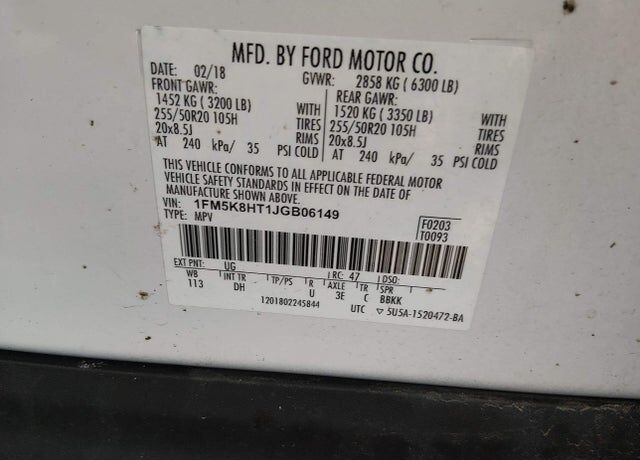 MFD. BY FORD MOTOR CO.
DATE: 02/18 GVWR: 2858 KG ( 6300 LB)
FRONT GAWR: REAR GAWR:
1452 KG ( 3200 LB) WITH 1520 KG ( 3350 LB) WITH
255/50R20 105H TIRES 255/50R20 105H TIRES
20x8.5J RIMS 20x8.5J RIMS
AT 240 kPa/ 35 PSI COLD AT 240 kPa/ 35 PSI COLD
THIS VEHICLE CONFORMS TO ALL APPLICABLE FEDERAL MOTOR
VEHICLE SAFETY STANDARDS IN EFFECT ON THE DATE OF
MANUFACTURE SHOWN ABOVE.
VIN: 1FM5K8HT1JGB06149 F0203
TYPE: MPV T0093
EXT PNT: UG RC: 47 DSO:
WB INT TR TP/PS R AXLE TR SPR
113 DH U 3E C BBKK
1201802245844 UTC ▽ 5U5A-1520472-BA